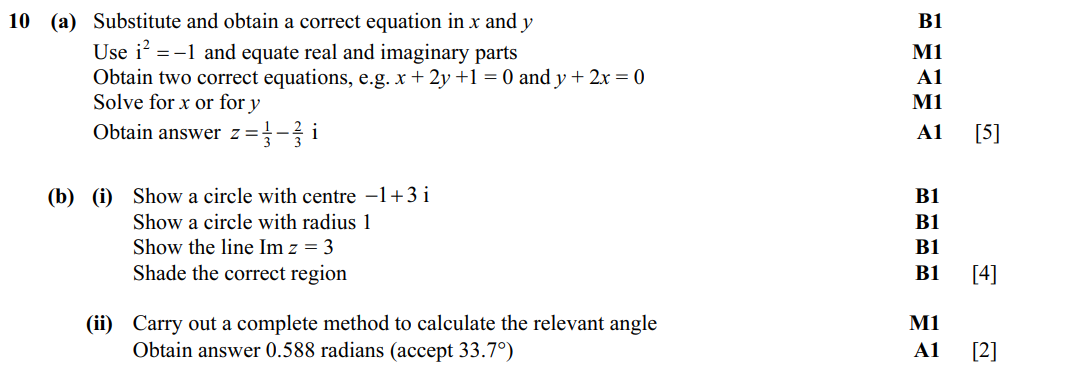 10 (a) Substitute and obtain a correct equation in x and y B1
Use i² = −1 and equate real and imaginary parts M1
Obtain two correct equations, e.g. x + 2y +1 = 0 and y + 2x = 0 A1
Solve for x or for y M1
Obtain answer z = 1/3 − 2/3 i A1 [5]
(b) (i) Show a circle with centre −1+3 i B1
Show a circle with radius 1 B1
Show the line Im z = 3 B1
Shade the correct region B1 [4]
(ii) Carry out a complete method to calculate the relevant angle M1
Obtain answer 0.588 radians (accept 33.7°) A1 [2]